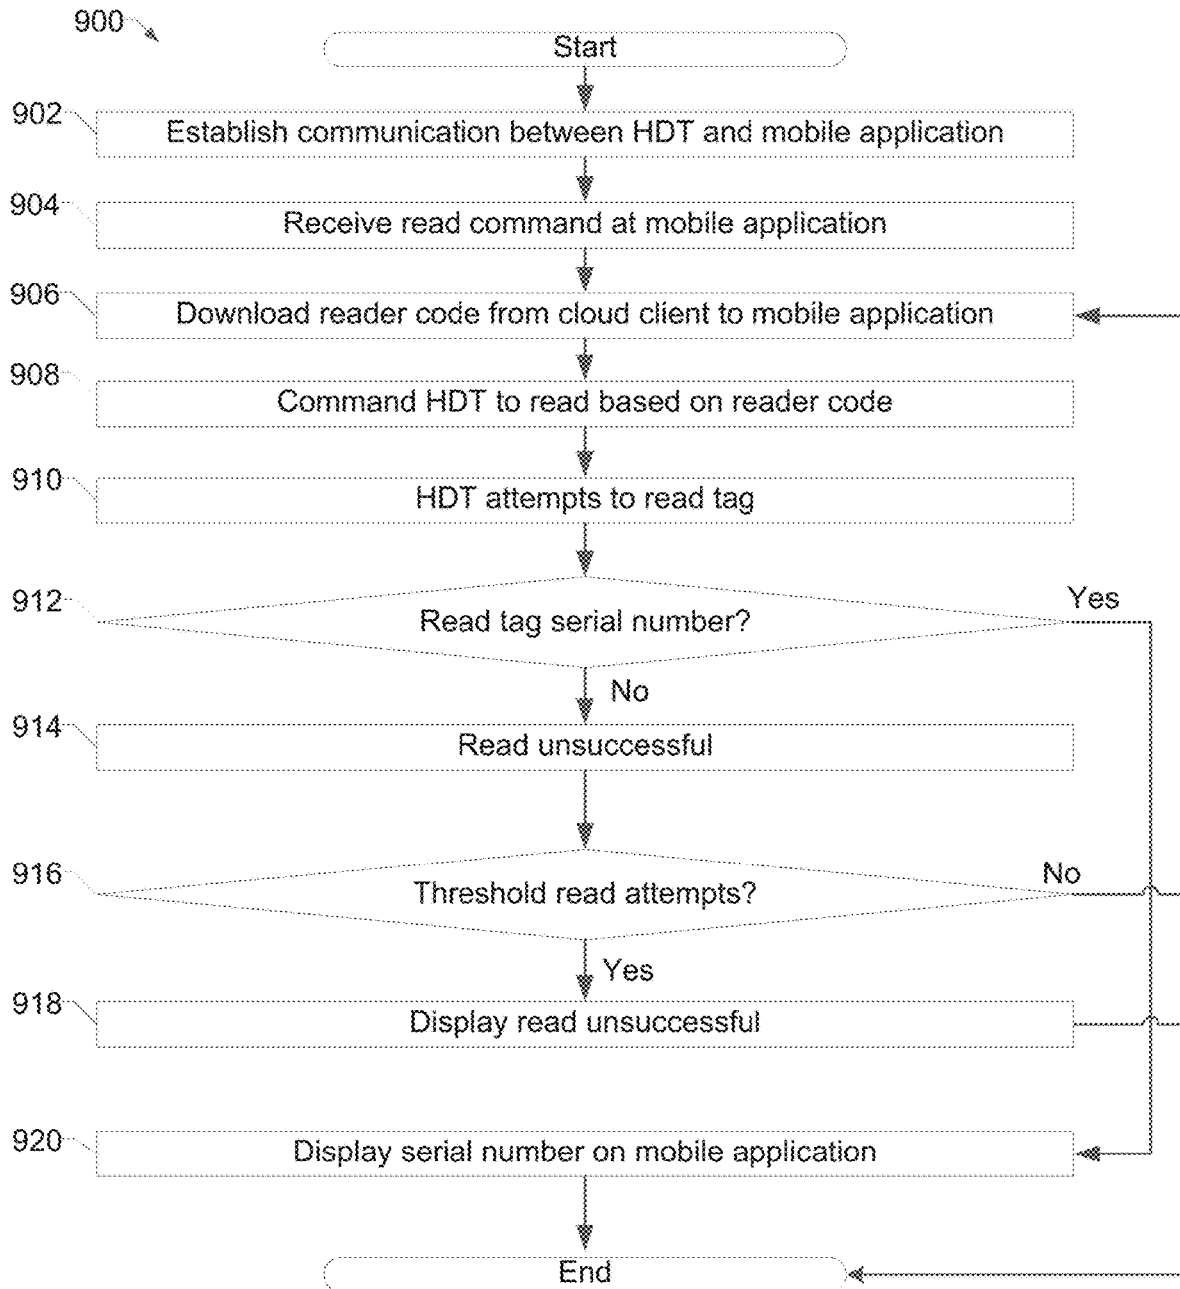 900
Start
902
Establish communication between HDT and mobile application
904
Receive read command at mobile application
906
Download reader code from cloud client to mobile application
908
Command HDT to read based on reader code
910
HDT attempts to read tag
912
Read tag serial number?
Yes
No
914
Read unsuccessful
916
Threshold read attempts?
No
Yes
918
Display read unsuccessful
920
Display serial number on mobile application
End